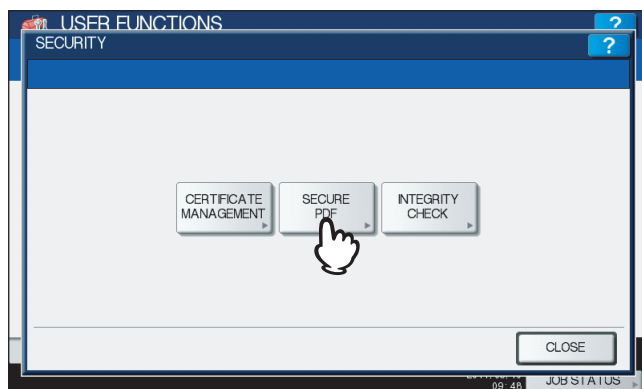 USER FUNCTIONS
?
SECURITY
?
CERTIFICATE
MANAGEMENT
SECURE
PDF
INTEGRITY
CHECK
CLOSE
09:48
JOB STATUS